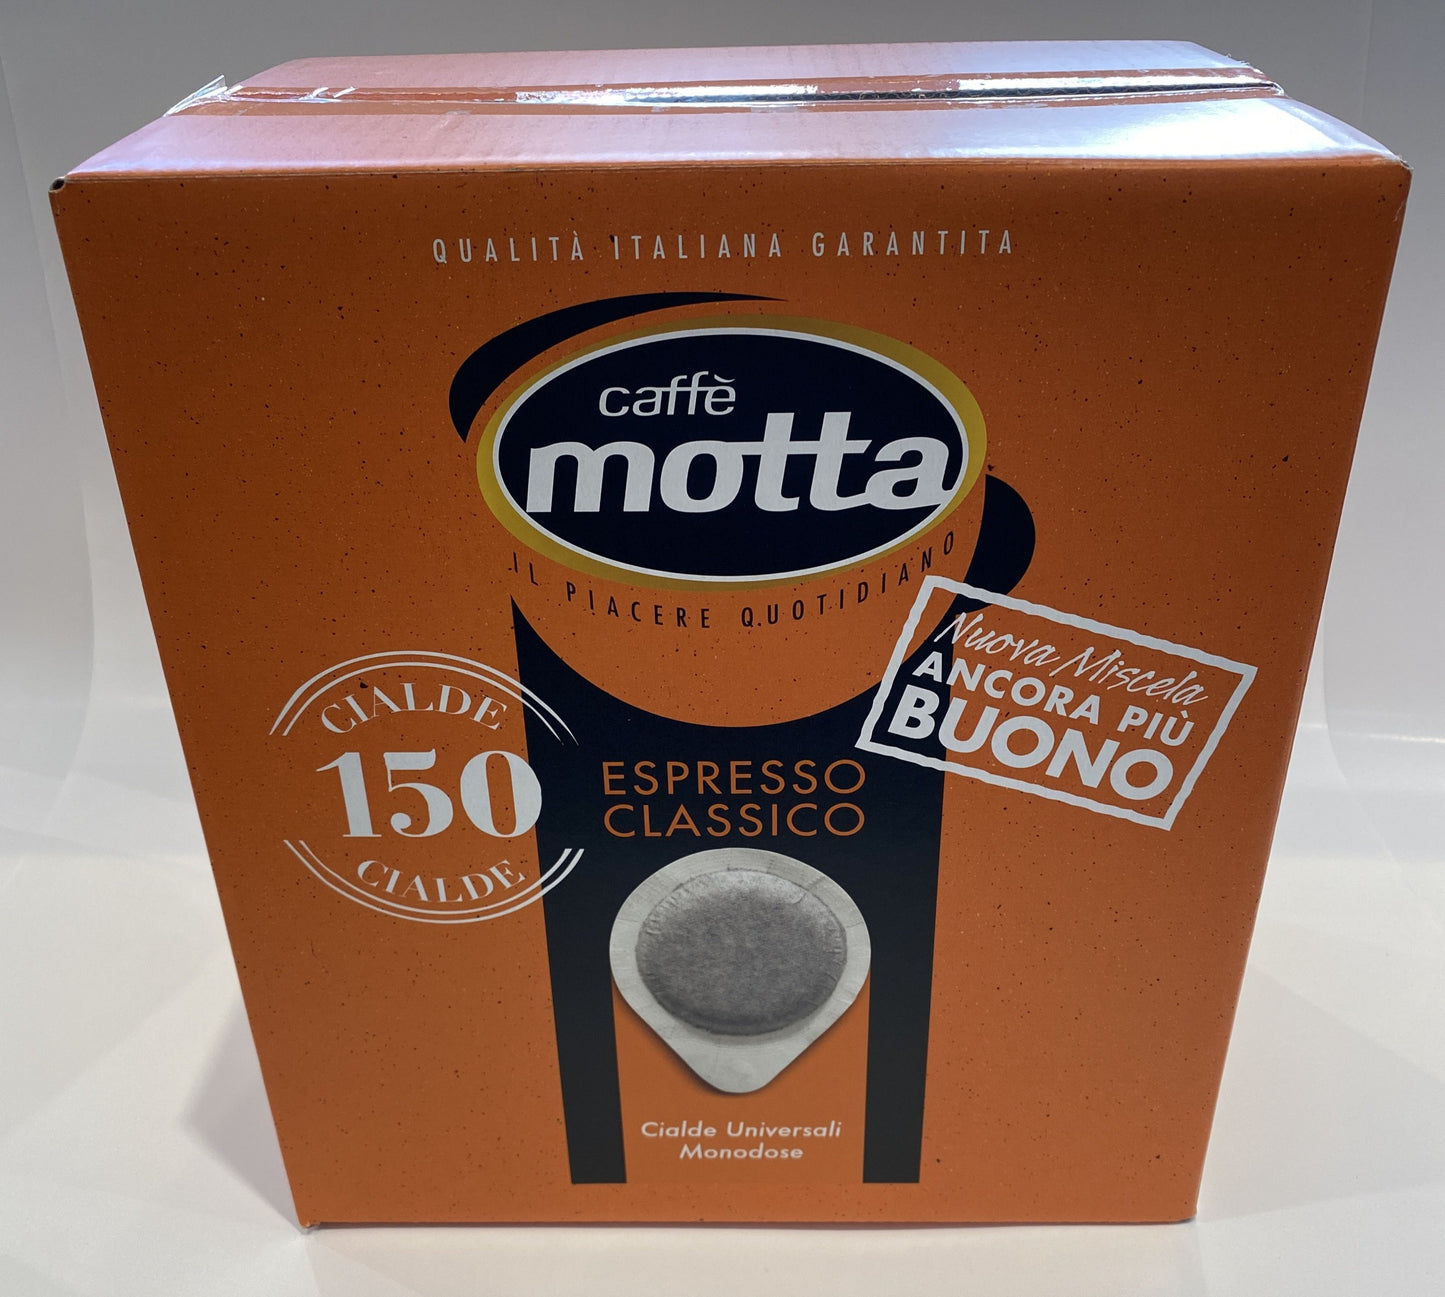 QUALITÀ ITALIANA GARANTITA
caffè
motta
IL PIACERE QUOTIDIANO
Nuova Miscela
ANCORA PIÙ
BUONO
CIALDE
150
CIALDE
ESPRESSO
CLASSICO
Cialde Universali
Monodose